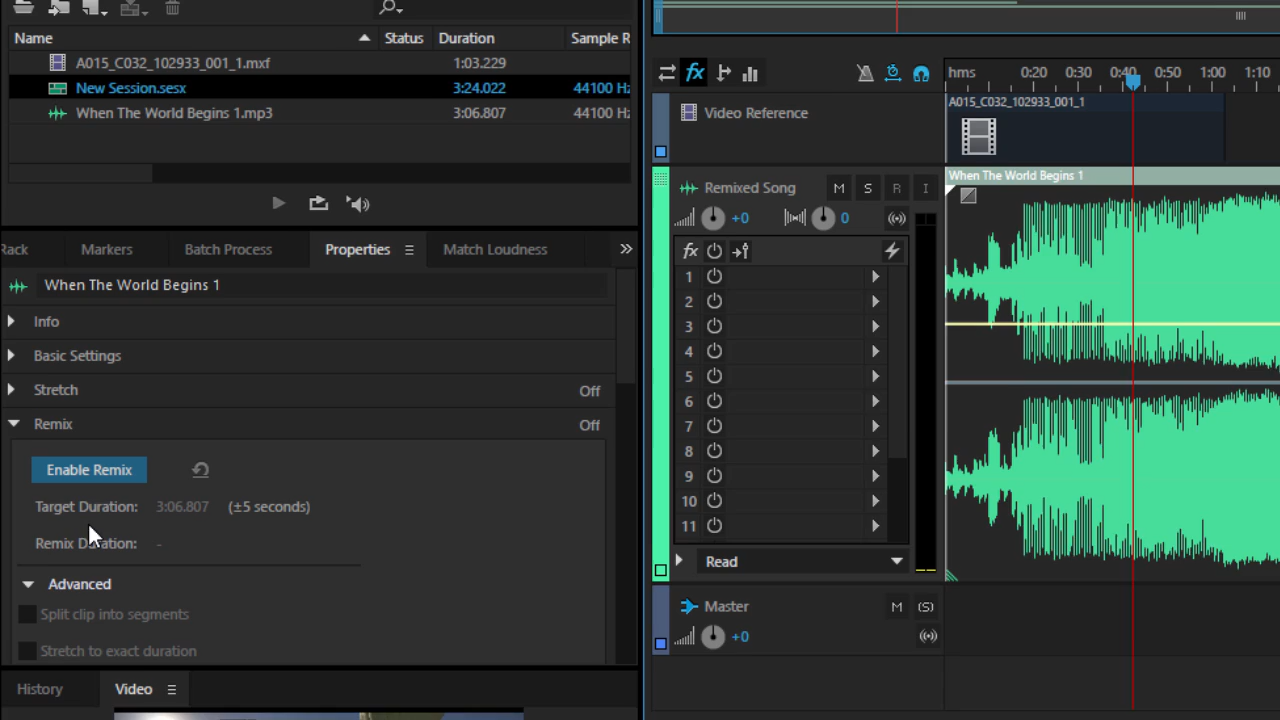 Name Status Duration Sample R
A015_C032_102933_001_1.mxf 1:03.229
New Session.sesx 3:24.022 44100 Hz
When The World Begins 1.mp3 3:06.807 44100 Hz
Rack Markers Batch Process Properties Match Loudness
When The World Begins 1
Info
Basic Settings
Stretch Off
Remix Off
Enable Remix
Target Duration: 3:06.807 (±5 seconds)
Remix Duration: -
Advanced
Split clip into segments
Stretch to exact duration
History Video
fx
hms 0:20 0:30 0:40 0:50 1:00 1:10
Video Reference
A015_C032_102933_001_1
When The World Begins 1
Remixed Song M S R I
+0 0
fx
1
2
3
4
5
6
7
8
9
10
11
Read
Master M (S)
+0